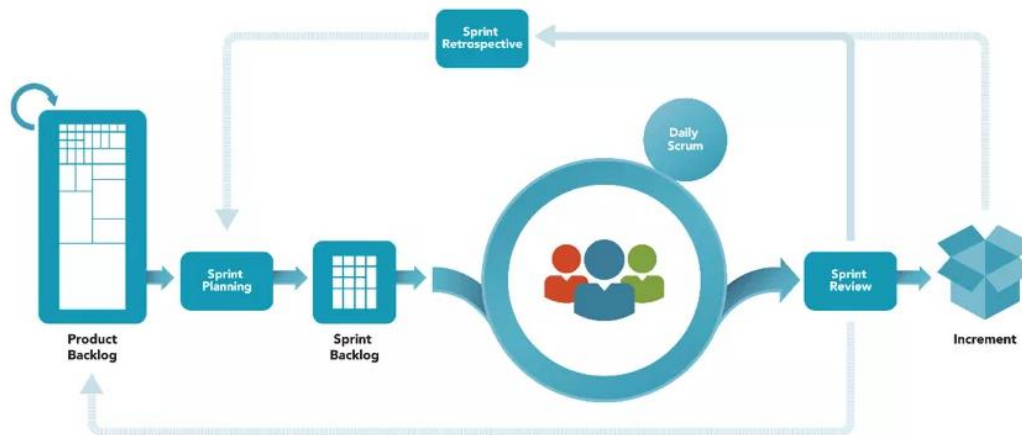 Sprint
Retrospective
Daily
Scrum
Sprint
Planning
Sprint
Review
Product
Backlog
Sprint
Backlog
Increment